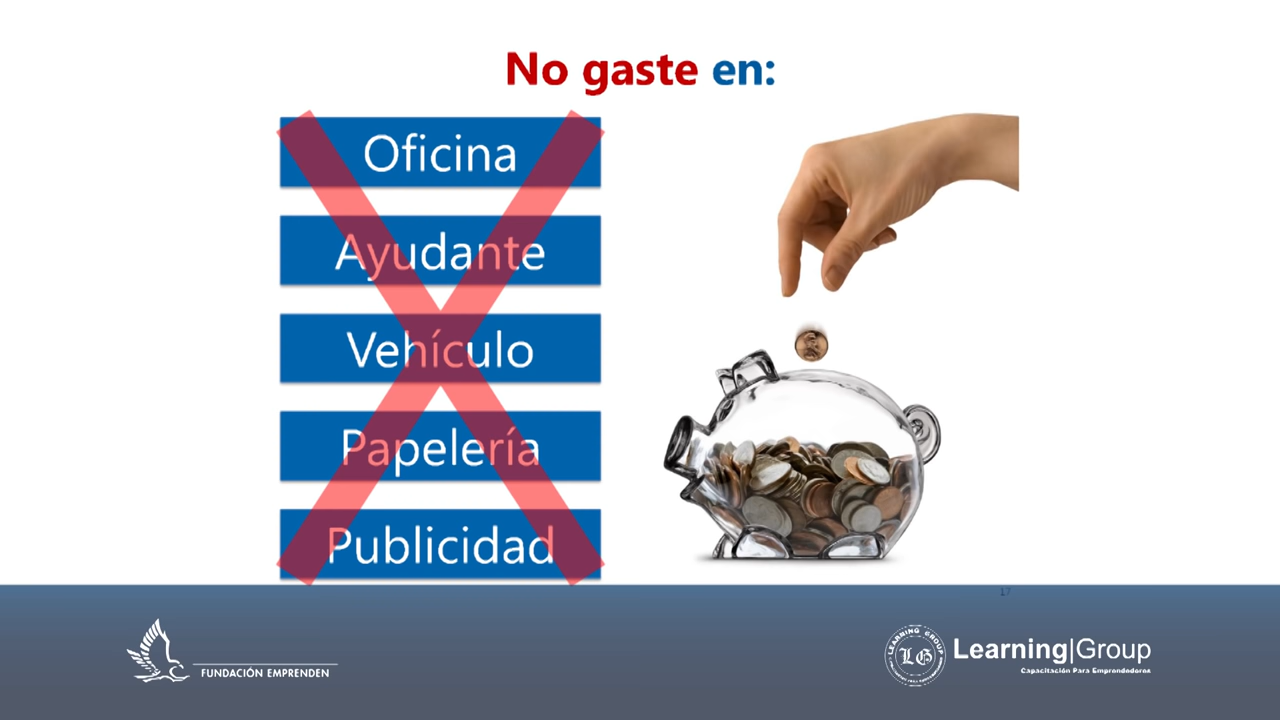 No gaste en:
Oficina
Ayudante
Vehículo
Papelería
Publicidad
17
FUNDACIÓN EMPRENDEN
LEARNING GROUP
LG
Learning|Group
Capacitación Para Emprendedores